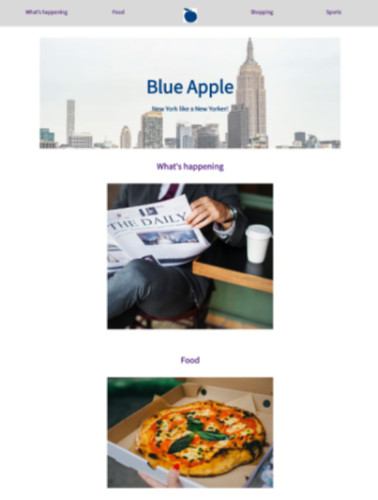 What's happening
Food
Shopping
Sports
Blue Apple
New York like a New Yorker!
What's happening
THE DAILY
Food